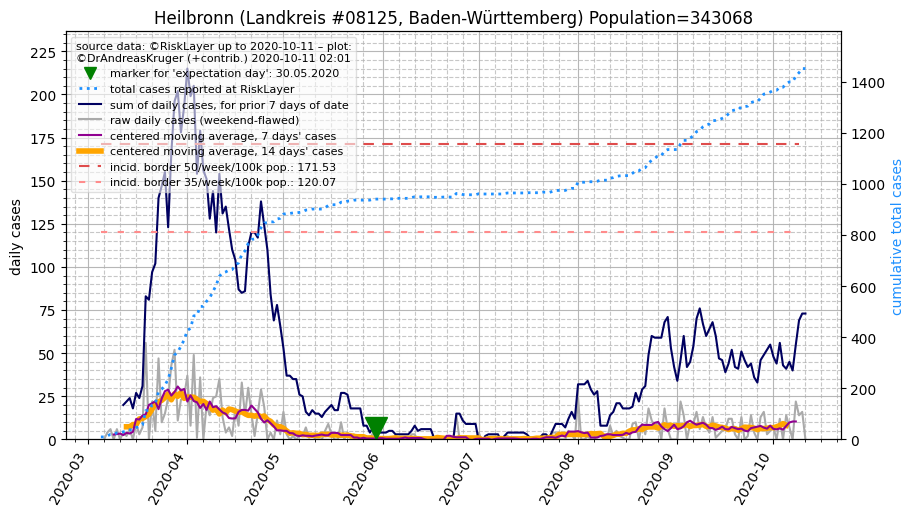 Heilbronn (Landkreis #08125, Baden-Württemberg) Population=343068
source data: ©RiskLayer up to 2020-10-11 – plot:
©DrAndreasKruger (+contrib.) 2020-10-11 02:01
marker for 'expectation day': 30.05.2020
total cases reported at RiskLayer
sum of daily cases, for prior 7 days of date
raw daily cases (weekend-flawed)
centered moving average, 7 days' cases
centered moving average, 14 days' cases
incid. border 50/week/100k pop.: 171.53
incid. border 35/week/100k pop.: 120.07
daily cases
225
200
175
150
125
100
75
50
25
0
cumulative total cases
1400
1200
1000
800
600
400
200
0
2020-03
2020-04
2020-05
2020-06
2020-07
2020-08
2020-09
2020-10